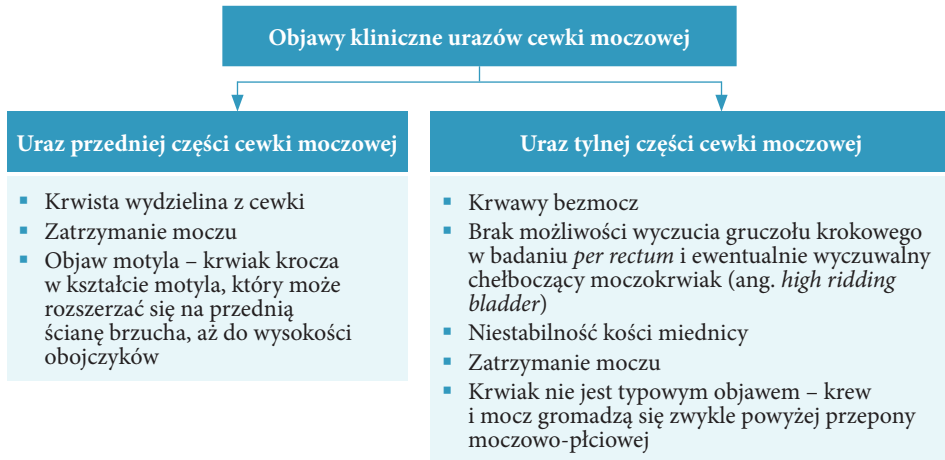 Objawy kliniczne urazów cewki moczowej
Uraz przedniej części cewki moczowej
▪ Krwista wydzielina z cewki
▪ Zatrzymanie moczu
▪ Objaw motyla – krwiak krocza
w kształcie motyla, który może
rozszerzać się na przednią
ścianę brzucha, aż do wysokości
obojczyków
Uraz tylnej części cewki moczowej
▪ Krwawy bezmocz
▪ Brak możliwości wyczucia gruczołu krokowego
w badaniu per rectum i ewentualnie wyczuwalny
chełboczący moczokrwiak (ang. high ridding
bladder)
▪ Niestabilność kości miednicy
▪ Zatrzymanie moczu
▪ Krwiak nie jest typowym objawem – krew
i mocz gromadzą się zwykle powyżej przepony
moczowo-płciowej